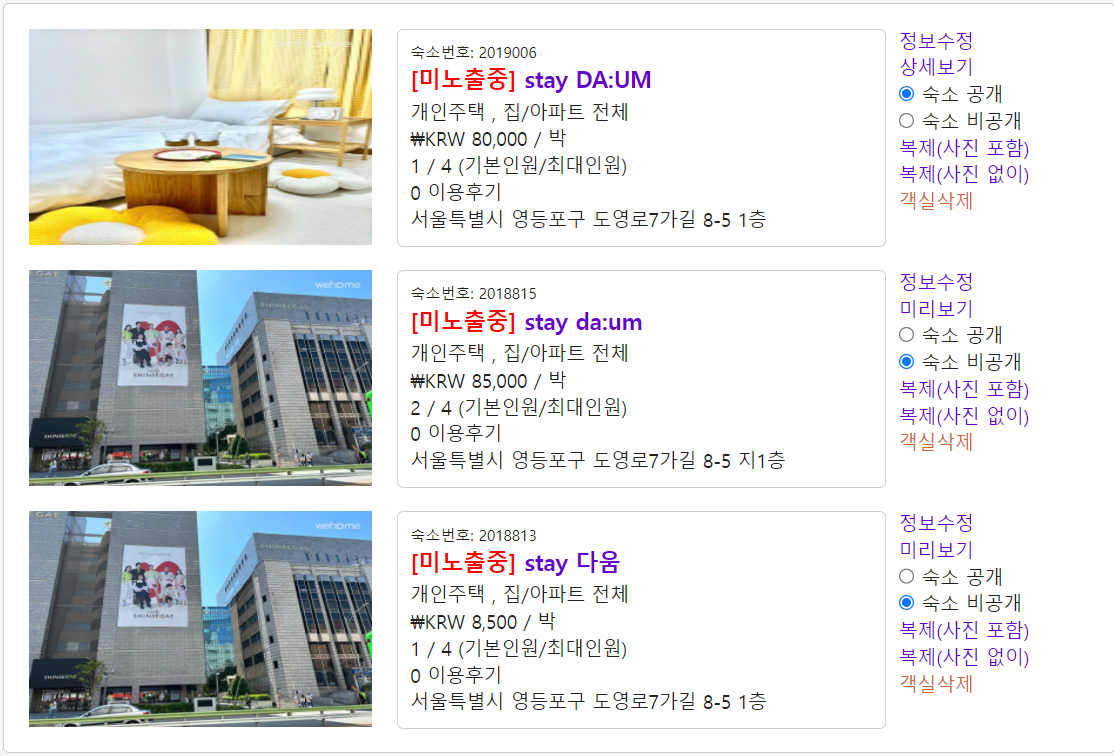 숙소번호: 2019006
[미노출중] stay DA:UM
개인주택 , 집/아파트 전체
₩KRW 80,000 / 박
1 / 4 (기본인원/최대인원)
0 이용후기
서울특별시 영등포구 도영로7가길 8-5 1층
정보수정
상세보기
숙소 공개
숙소 비공개
복제(사진 포함)
복제(사진 없이)
객실삭제
wehome
SHINSEGAE
SHINSEGAE
SHINSEGAE
숙소번호: 2018815
[미노출중] stay da:um
개인주택 , 집/아파트 전체
₩KRW 85,000 / 박
2 / 4 (기본인원/최대인원)
0 이용후기
서울특별시 영등포구 도영로7가길 8-5 지1층
정보수정
미리보기
숙소 공개
숙소 비공개
복제(사진 포함)
복제(사진 없이)
객실삭제
wehome
SHINSEGAE
SHINSEGAE
SHINSEGAE
숙소번호: 2018813
[미노출중] stay 다움
개인주택 , 집/아파트 전체
₩KRW 8,500 / 박
1 / 4 (기본인원/최대인원)
0 이용후기
서울특별시 영등포구 도영로7가길 8-5 1층
정보수정
미리보기
숙소 공개
숙소 비공개
복제(사진 포함)
복제(사진 없이)
객실삭제